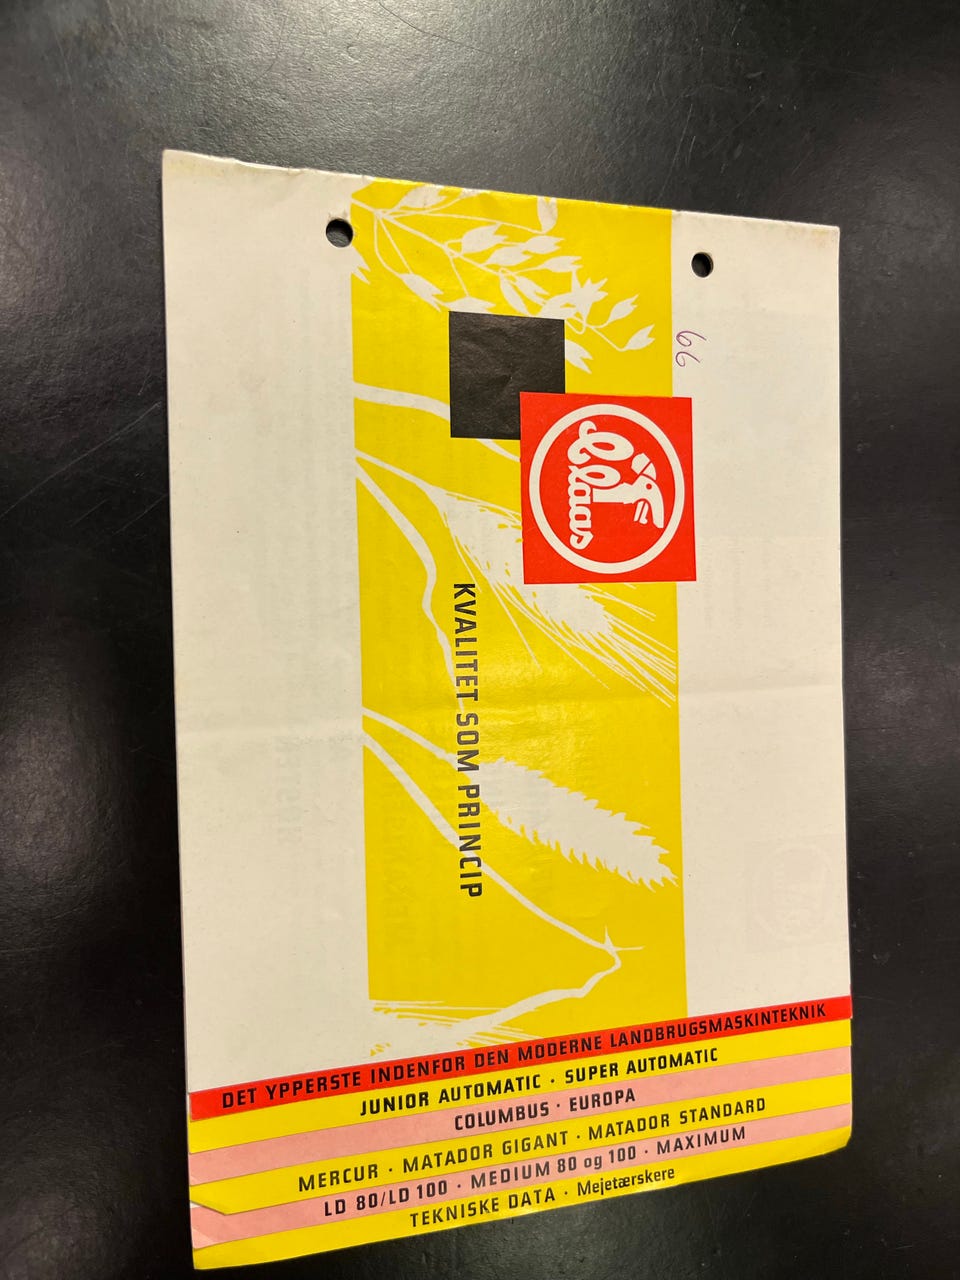 66
Claas
KVALITET SOM PRINCIP
DET YPPERSTE INDENFOR DEN MODERNE LANDBRUGSMASKINTEKNIK
JUNIOR AUTOMATIC · SUPER AUTOMATIC
COLUMBUS · EUROPA
MERCUR · MATADOR GIGANT · MATADOR STANDARD
LD 80/LD 100 · MEDIUM 80 og 100 · MAXIMUM
TEKNISKE DATA · Mejetærskere